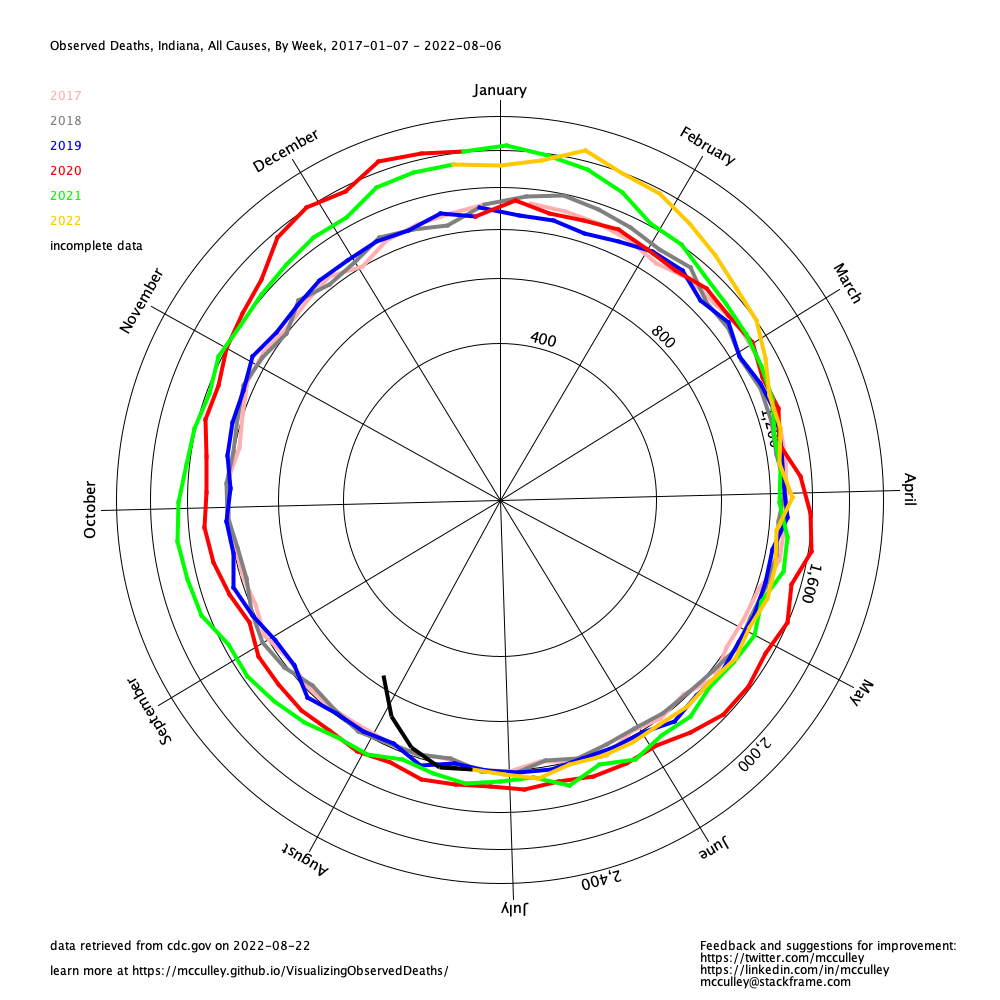 Observed Deaths, Indiana, All Causes, By Week, 2017-01-07 - 2022-08-06
January
2017
2018
2019
2020
2021
2022
incomplete data
December
February
November
March
400
800
1,200
October
April
1,600
September
May
2,000
August
June
2,400
July
data retrieved from cdc.gov on 2022-08-22
learn more at https://mcculley.github.io/VisualizingObservedDeaths/
Feedback and suggestions for improvement:
https://twitter.com/mcculley
https://linkedin.com/in/mcculley
mcculley@stackframe.com